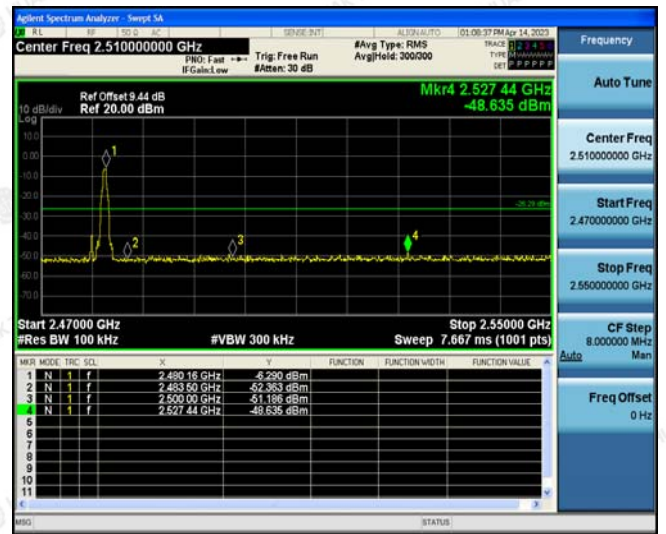 Agilent Spectrum Analyzer - Swept SA
RL RF 50 Ω AC SENSE:INT ALIGNAUTO 01:08:37 PM Apr 14, 2023
Center Freq 2.510000000 GHz
PNO: Fast
IFGain:Low
Trig: Free Run
#Atten: 30 dB
#Avg Type: RMS
Avg|Hold: 300/300
TRACE 1 2 3 4 5 6
TYPE
DET P P P P P P
Frequency
Auto Tune
Mkr4 2.527 44 GHz
-48.635 dBm
Ref Offset 9.44 dB
Ref 20.00 dBm
10 dB/div
Log
10.0
0.00
-10.0
-20.0
-30.0
-40.0
-50.0
-60.0
-70.0
1
2
3
4
-26.29 dBm
Center Freq
2.510000000 GHz
Start Freq
2.470000000 GHz
Stop Freq
2.550000000 GHz
CF Step
8.000000 MHz
Auto Man
Freq Offset
0 Hz
Start 2.47000 GHz Stop 2.55000 GHz
#Res BW 100 kHz #VBW 300 kHz Sweep 7.667 ms (1001 pts)
MKR MODE TRC SCL X Y FUNCTION FUNCTION WIDTH FUNCTION VALUE
1 N 1 f 2.480 16 GHz -6.290 dBm
2 N 1 f 2.483 50 GHz -52.363 dBm
3 N 1 f 2.500 00 GHz -51.186 dBm
4 N 1 f 2.527 44 GHz -48.635 dBm
5
6
7
8
9
10
11
MSG STATUS